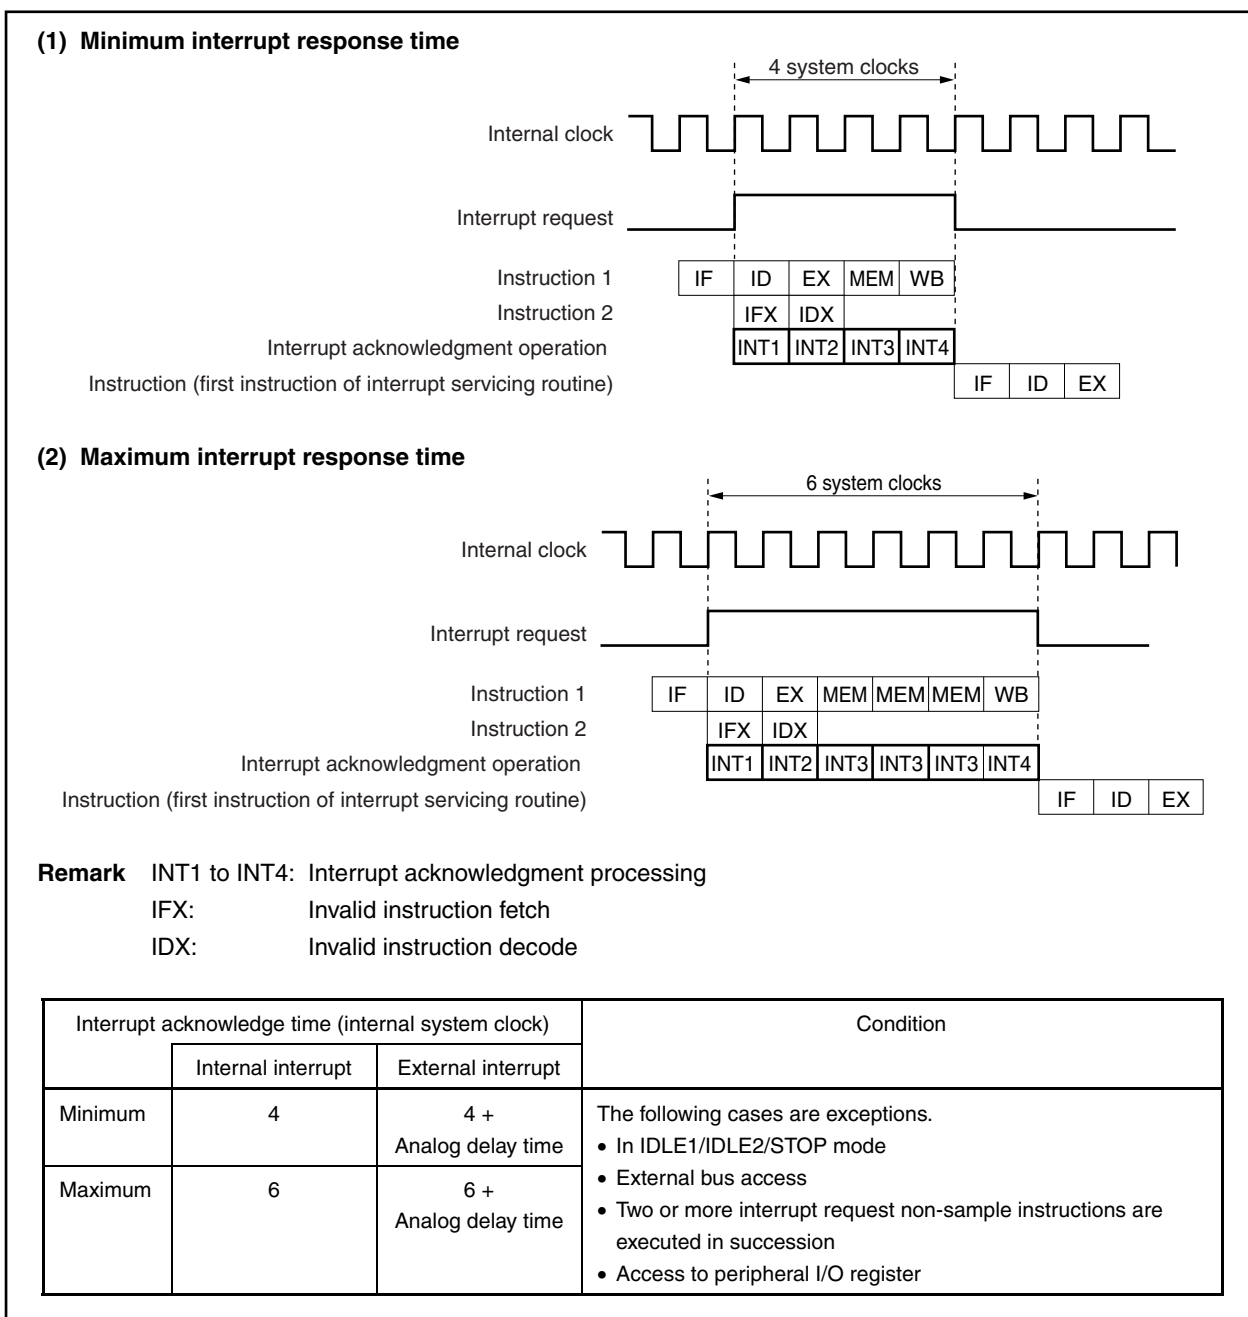 (1) Minimum interrupt response time
4 system clocks
Internal clock
Interrupt request
Instruction 1 IF ID EX MEM WB
Instruction 2 IFX IDX
Interrupt acknowledgment operation INT1 INT2 INT3 INT4
Instruction (first instruction of interrupt servicing routine) IF ID EX
(2) Maximum interrupt response time
6 system clocks
Internal clock
Interrupt request
Instruction 1 IF ID EX MEM MEM MEM WB
Instruction 2 IFX IDX
Interrupt acknowledgment operation INT1 INT2 INT3 INT3 INT3 INT4
Instruction (first instruction of interrupt servicing routine) IF ID EX
Remark INT1 to INT4: Interrupt acknowledgment processing
IFX: Invalid instruction fetch
IDX: Invalid instruction decode
Interrupt acknowledge time (internal system clock) Condition
Internal interrupt External interrupt
Minimum 4 4 +
Analog delay time
Maximum 6 6 +
Analog delay time
The following cases are exceptions.
• In IDLE1/IDLE2/STOP mode
• External bus access
• Two or more interrupt request non-sample instructions are
executed in succession
• Access to peripheral I/O register